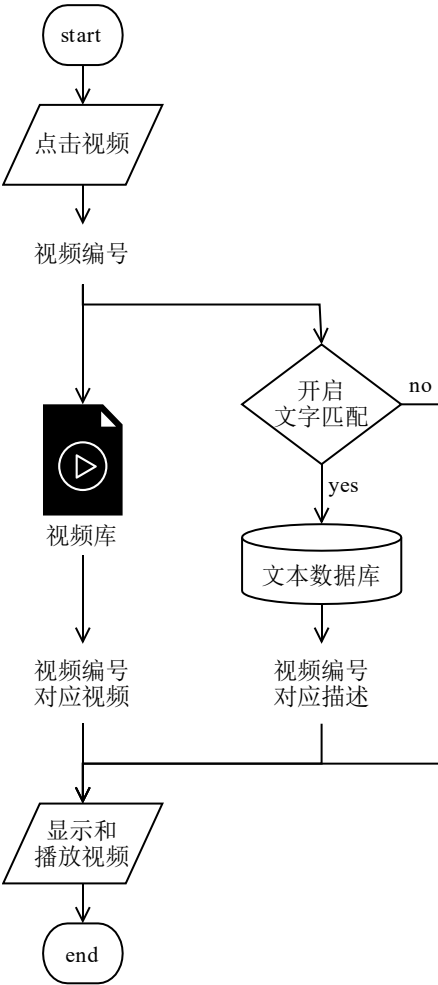 start
点击视频
视频编号
开启
文字匹配
no
yes
视频库
文本数据库
视频编号
对应视频
视频编号
对应描述
显示和
播放视频
end